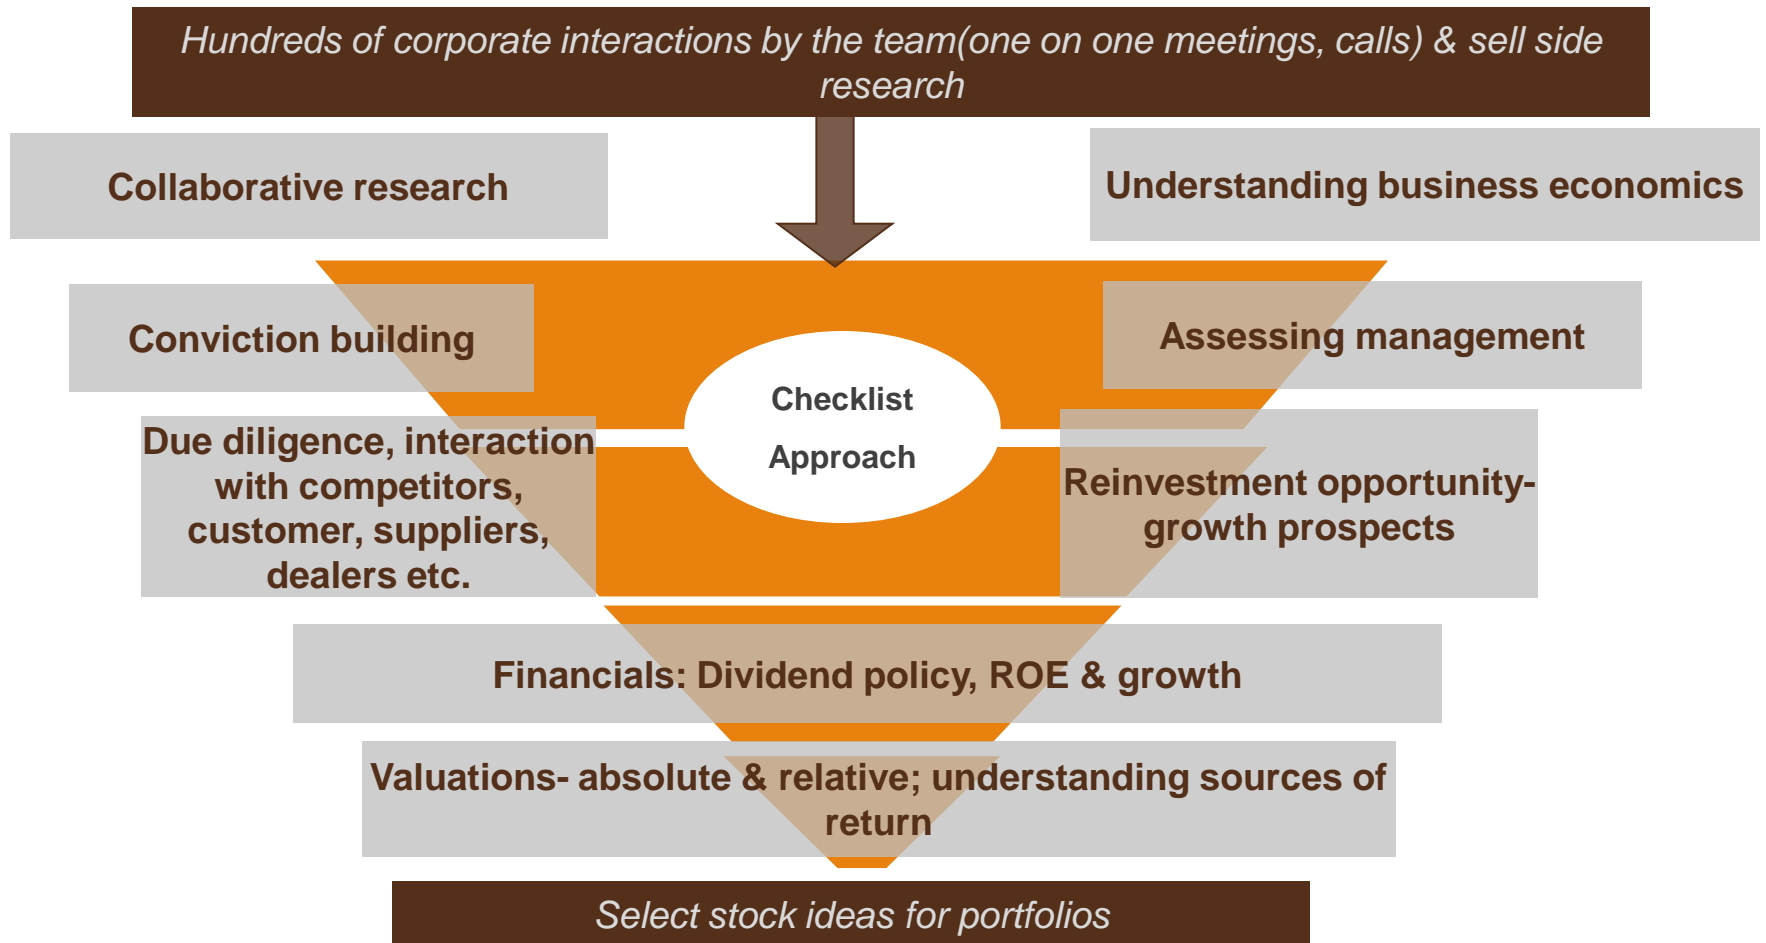 Hundreds of corporate interactions by the team(one on one meetings, calls) & sell side
research
Collaborative research
Understanding business economics
Conviction building
Assessing management
Checklist
Approach
Due diligence, interaction
with competitors,
customer, suppliers,
dealers etc.
Reinvestment opportunity-
growth prospects
Financials: Dividend policy, ROE & growth
Valuations- absolute & relative; understanding sources of
return
Select stock ideas for portfolios